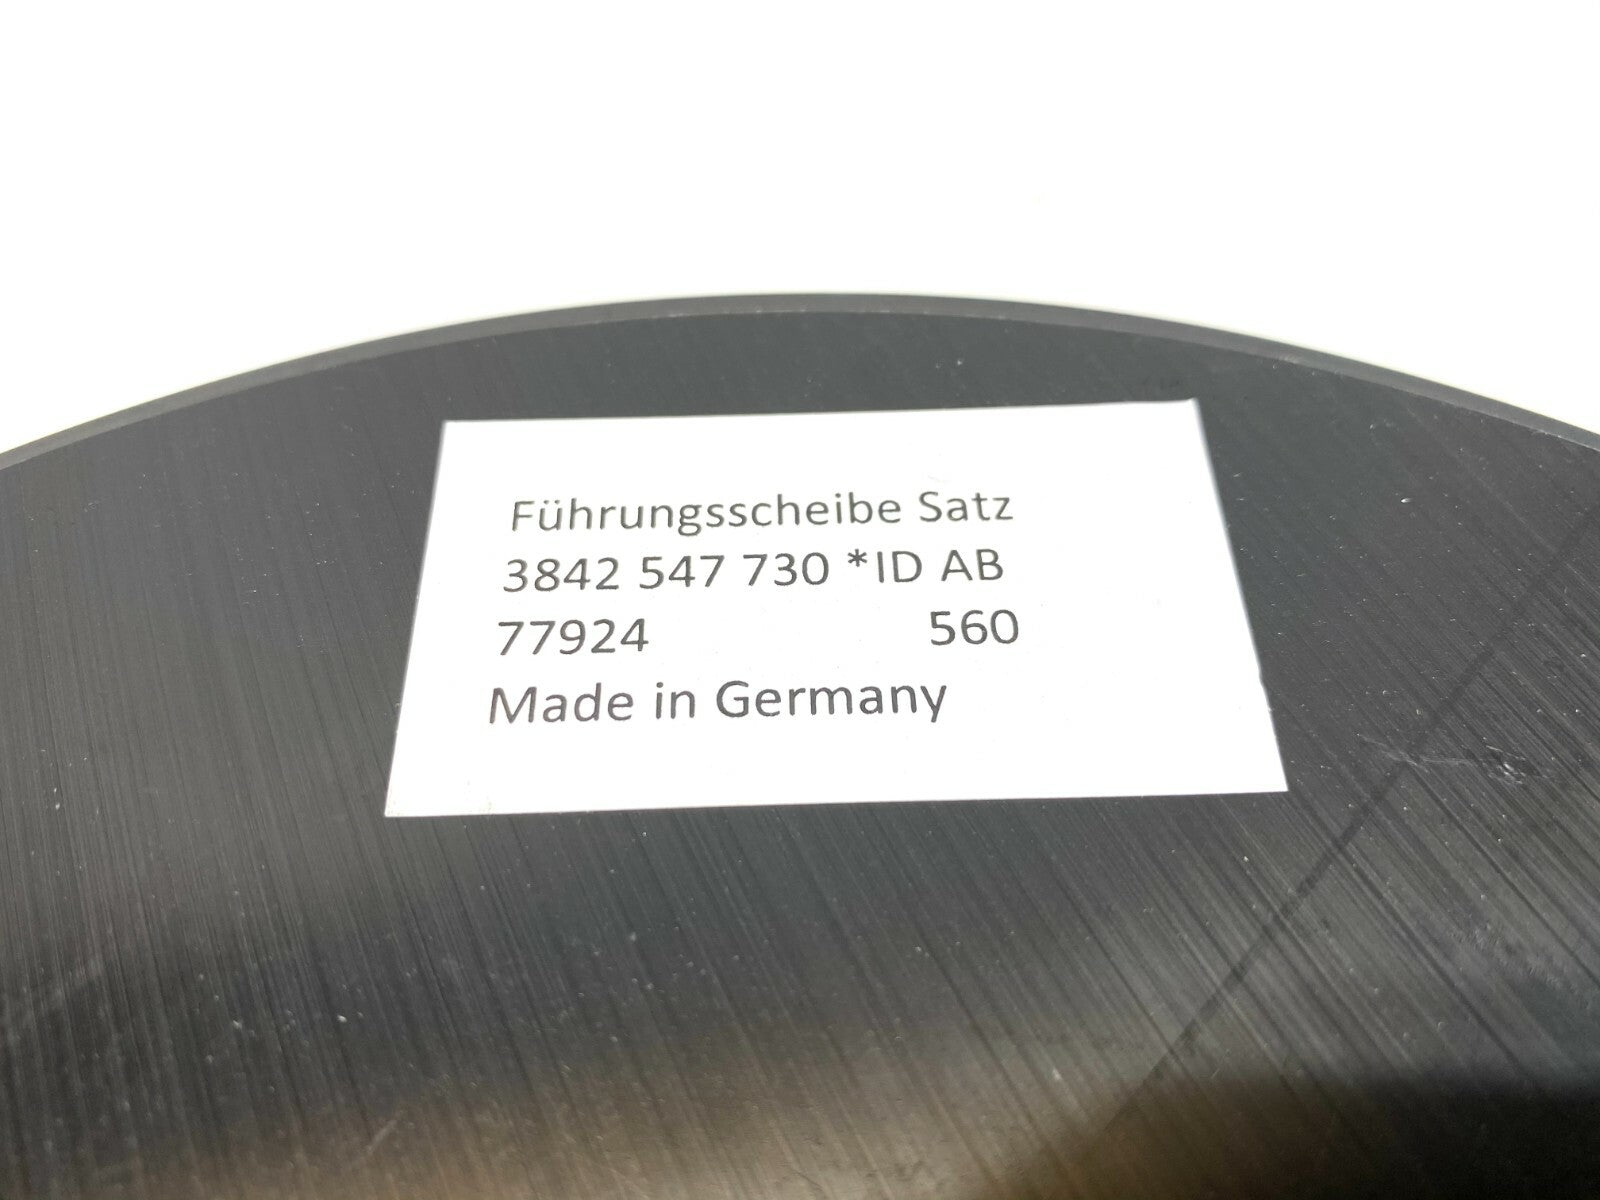 Führungsscheibe Satz
3842 547 730 *ID AB
77924 560
Made in Germany